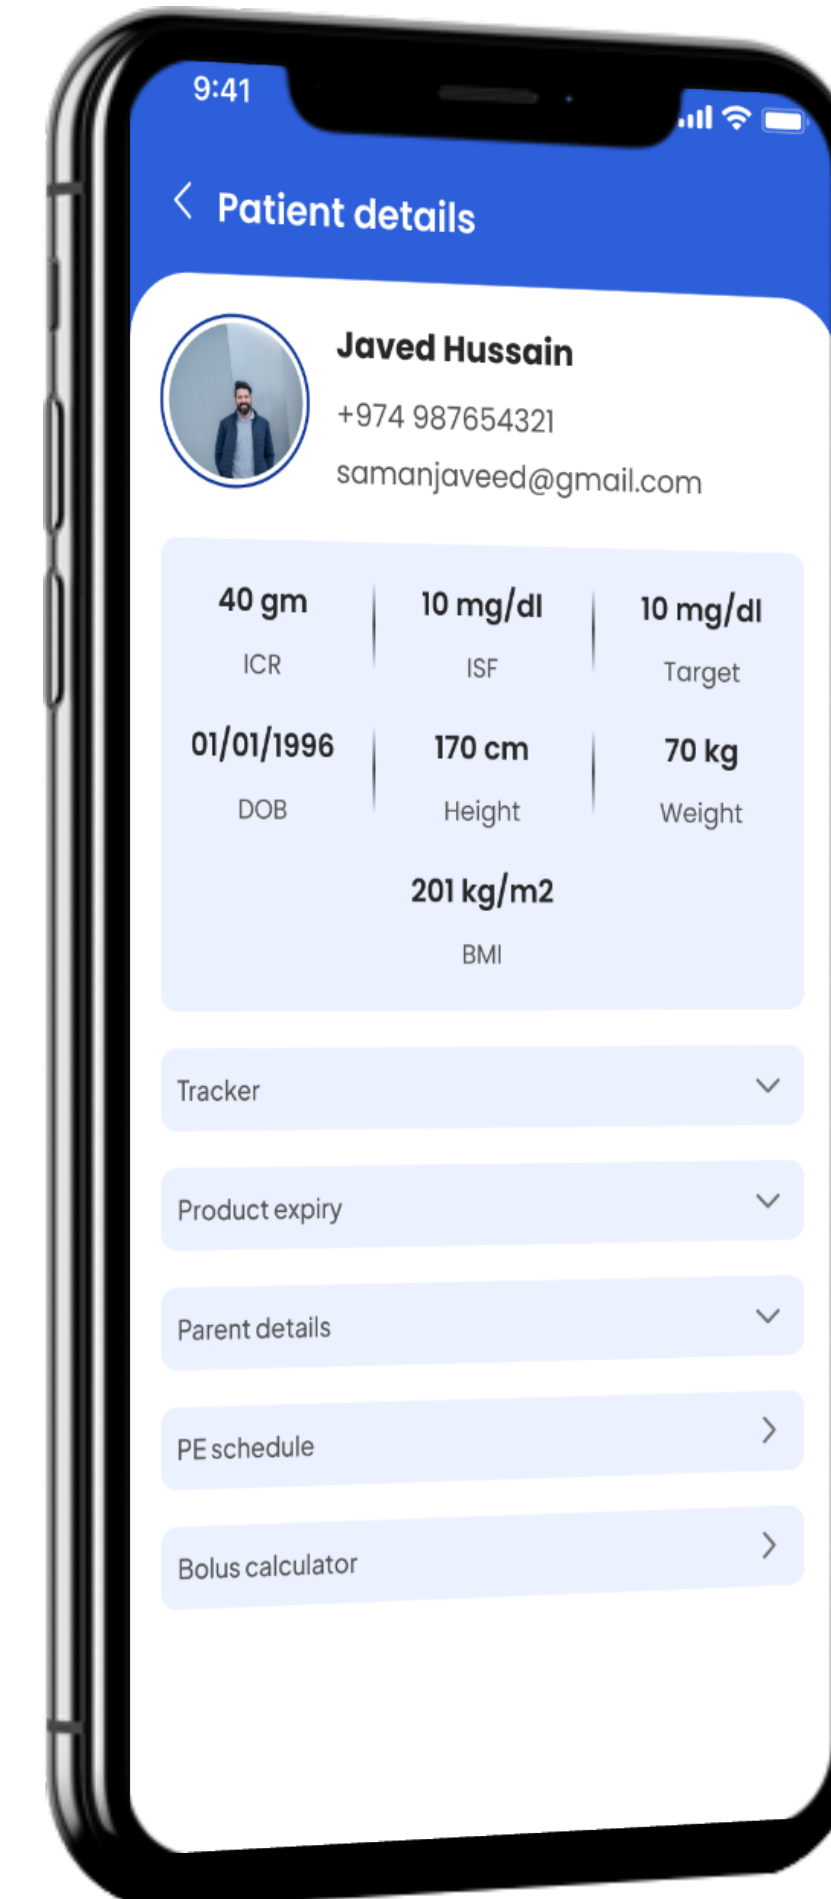 9:41
Patient details
Javed Hussain
+974 987654321
samanjaveed@gmail.com
40 gm 10 mg/dl 10 mg/dl
ICR ISF Target
01/01/1996 170 cm 70 kg
DOB Height Weight
201 kg/m2
BMI
Tracker
Product expiry
Parent details
PE schedule
Bolus calculator